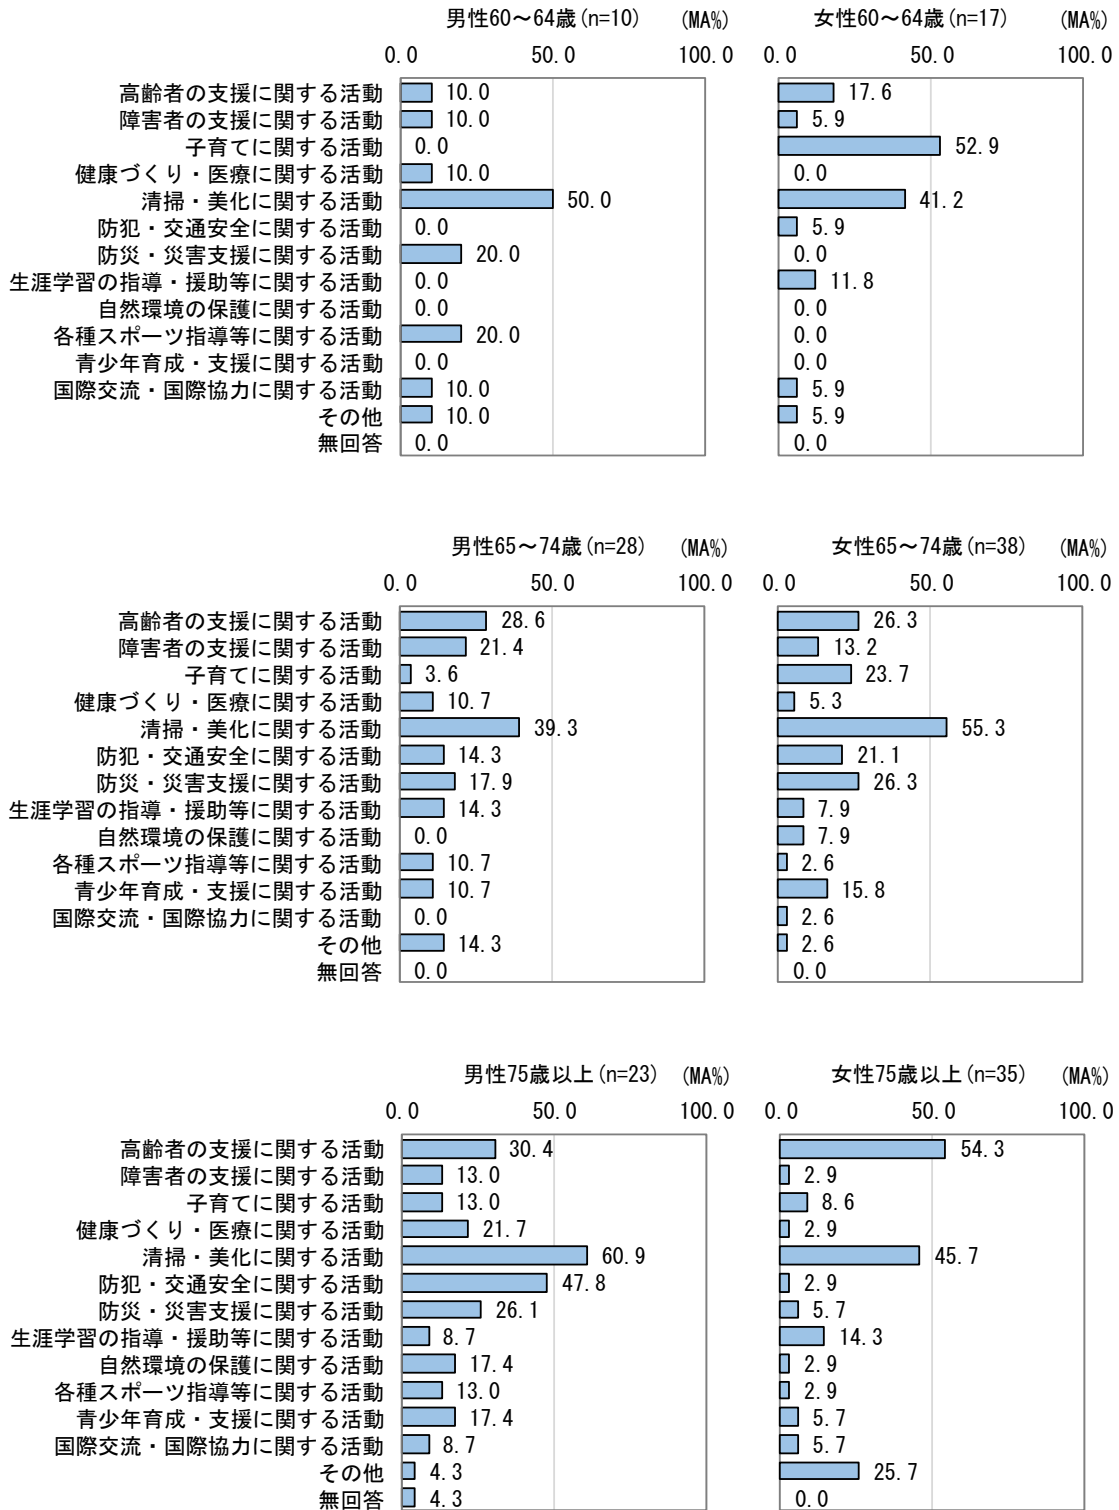 男性60～64歳(n=10) (MA%) 女性60～64歳(n=17) (MA%)
0.0 50.0 100.0 0.0 50.0 100.0
高齢者の支援に関する活動 10.0 17.6
障害者の支援に関する活動 10.0 5.9
子育てに関する活動 0.0 52.9
健康づくり・医療に関する活動 10.0 0.0
清掃・美化に関する活動 50.0 41.2
防犯・交通安全に関する活動 0.0 5.9
防災・災害支援に関する活動 20.0 0.0
生涯学習の指導・援助等に関する活動 0.0 11.8
自然環境の保護に関する活動 0.0 0.0
各種スポーツ指導等に関する活動 20.0 0.0
青少年育成・支援に関する活動 0.0 0.0
国際交流・国際協力に関する活動 10.0 5.9
その他 10.0 5.9
無回答 0.0 0.0
男性65～74歳(n=28) (MA%) 女性65～74歳(n=38) (MA%)
0.0 50.0 100.0 0.0 50.0 100.0
高齢者の支援に関する活動 28.6 26.3
障害者の支援に関する活動 21.4 13.2
子育てに関する活動 3.6 23.7
健康づくり・医療に関する活動 10.7 5.3
清掃・美化に関する活動 39.3 55.3
防犯・交通安全に関する活動 14.3 21.1
防災・災害支援に関する活動 17.9 26.3
生涯学習の指導・援助等に関する活動 14.3 7.9
自然環境の保護に関する活動 0.0 7.9
各種スポーツ指導等に関する活動 10.7 2.6
青少年育成・支援に関する活動 10.7 15.8
国際交流・国際協力に関する活動 0.0 2.6
その他 14.3 2.6
無回答 0.0 0.0
男性75歳以上(n=23) (MA%) 女性75歳以上(n=35) (MA%)
0.0 50.0 100.0 0.0 50.0 100.0
高齢者の支援に関する活動 30.4 54.3
障害者の支援に関する活動 13.0 2.9
子育てに関する活動 13.0 8.6
健康づくり・医療に関する活動 21.7 2.9
清掃・美化に関する活動 60.9 45.7
防犯・交通安全に関する活動 47.8 2.9
防災・災害支援に関する活動 26.1 5.7
生涯学習の指導・援助等に関する活動 8.7 14.3
自然環境の保護に関する活動 17.4 2.9
各種スポーツ指導等に関する活動 13.0 2.9
青少年育成・支援に関する活動 17.4 5.7
国際交流・国際協力に関する活動 8.7 5.7
その他 4.3 25.7
無回答 4.3 0.0